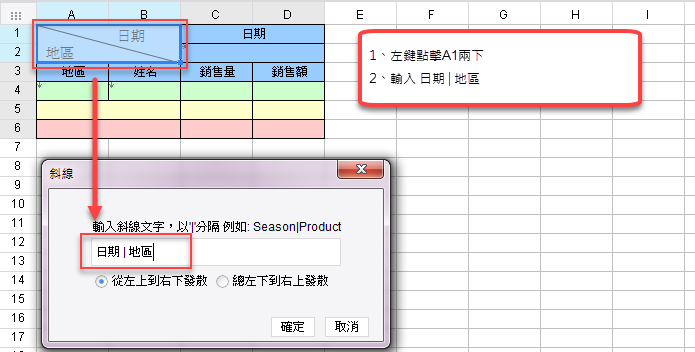 A B C D E F G H I
1 日期 日期
2 地區
3 地區 姓名 銷售量 銷售額
4
5
6
7
8
9
10
11
12
13
14
15
16
17
1、左鍵點擊A1兩下
2、輸入 日期 | 地區
斜線
輸入斜線文字，以'|'分隔 例如: Season|Product
日期 | 地區
從左上到右下發散 總左下到右上發散
確定 取消